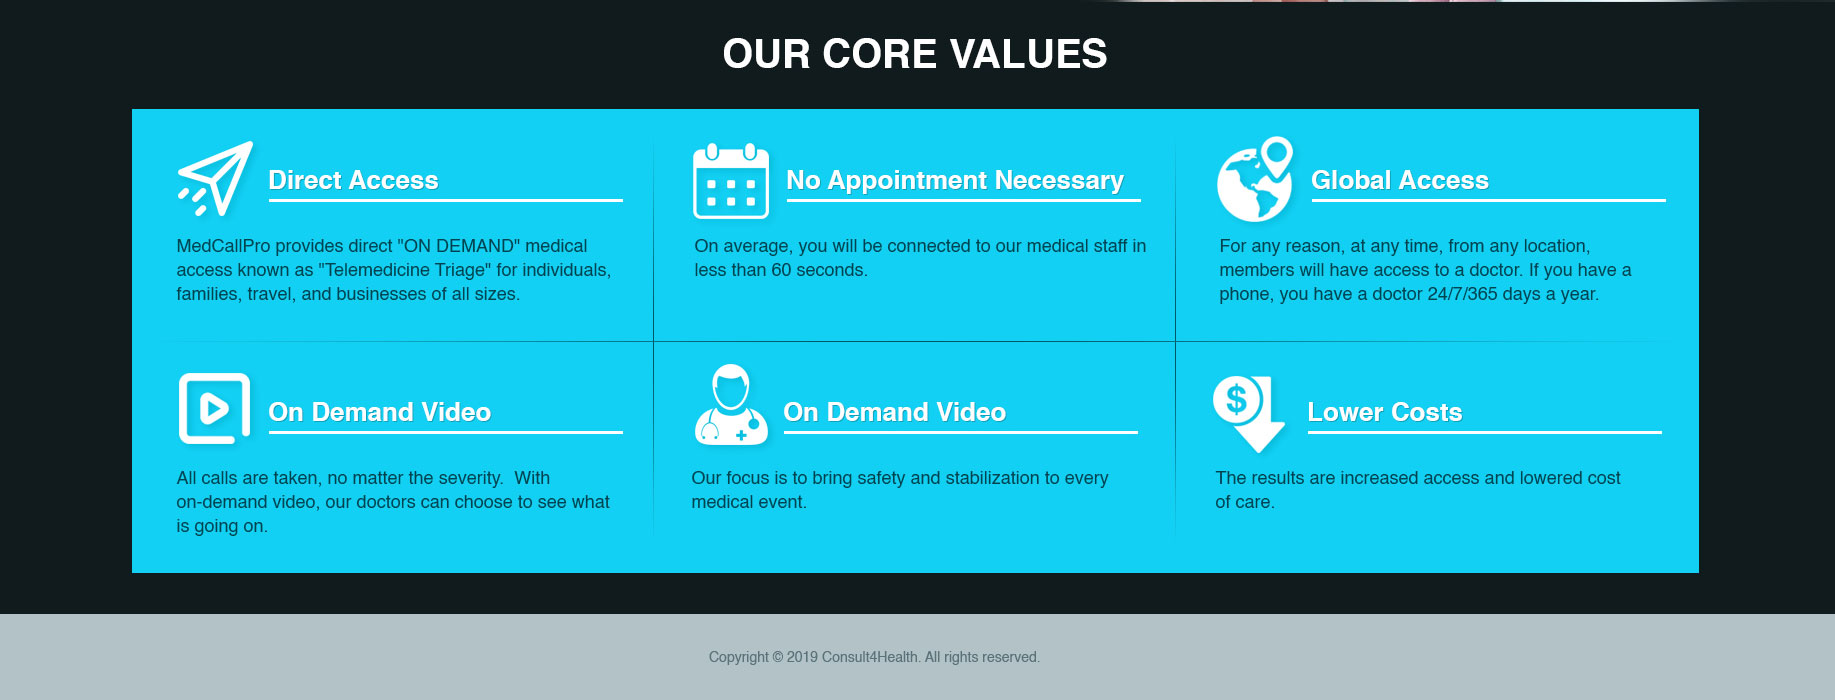 OUR CORE VALUES
Direct Access
MedCallPro provides direct "ON DEMAND" medical
access known as "Telemedicine Triage" for individuals,
families, travel, and businesses of all sizes.
No Appointment Necessary
On average, you will be connected to our medical staff in
less than 60 seconds.
Global Access
For any reason, at any time, from any location,
members will have access to a doctor. If you have a
phone, you have a doctor 24/7/365 days a year.
On Demand Video
All calls are taken, no matter the severity.  With
on-demand video, our doctors can choose to see what
is going on.
On Demand Video
Our focus is to bring safety and stabilization to every
medical event.
$
Lower Costs
The results are increased access and lowered cost
of care.
Copyright © 2019 Consult4Health. All rights reserved.